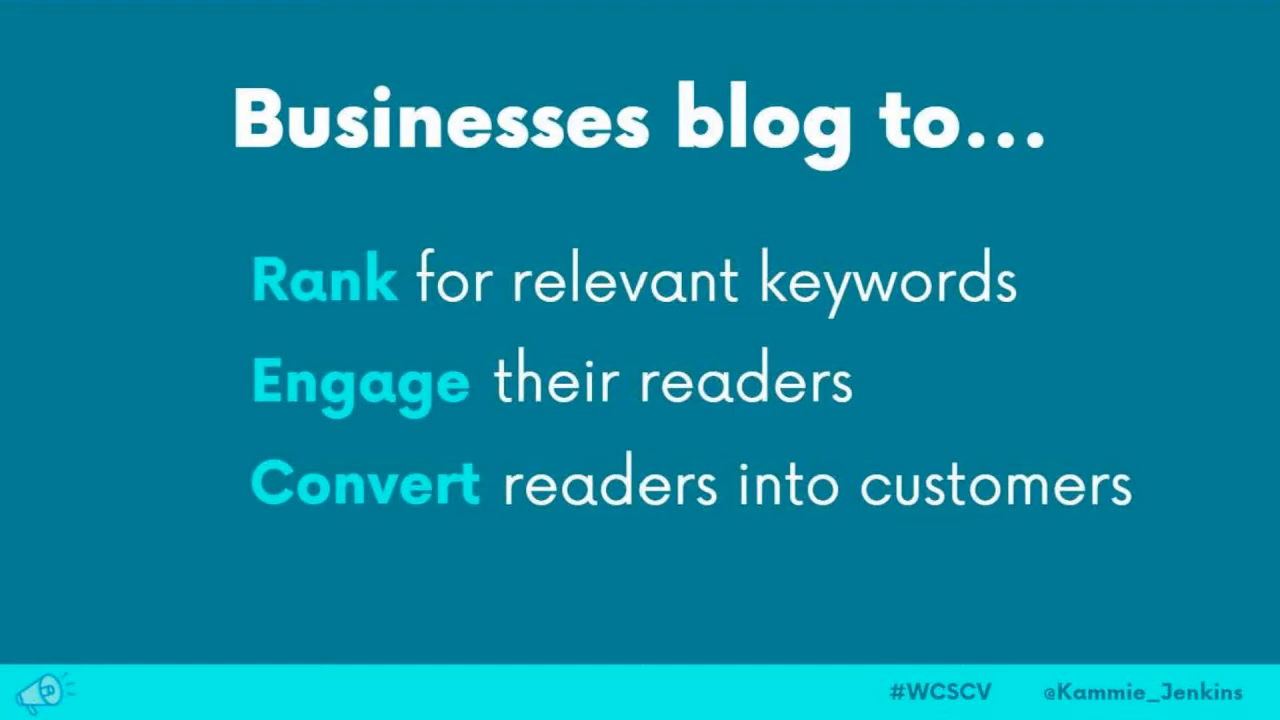 Businesses blog to...
Rank for relevant keywords
Engage their readers
Convert readers into customers
#WCSCV @Kammie_Jenkins